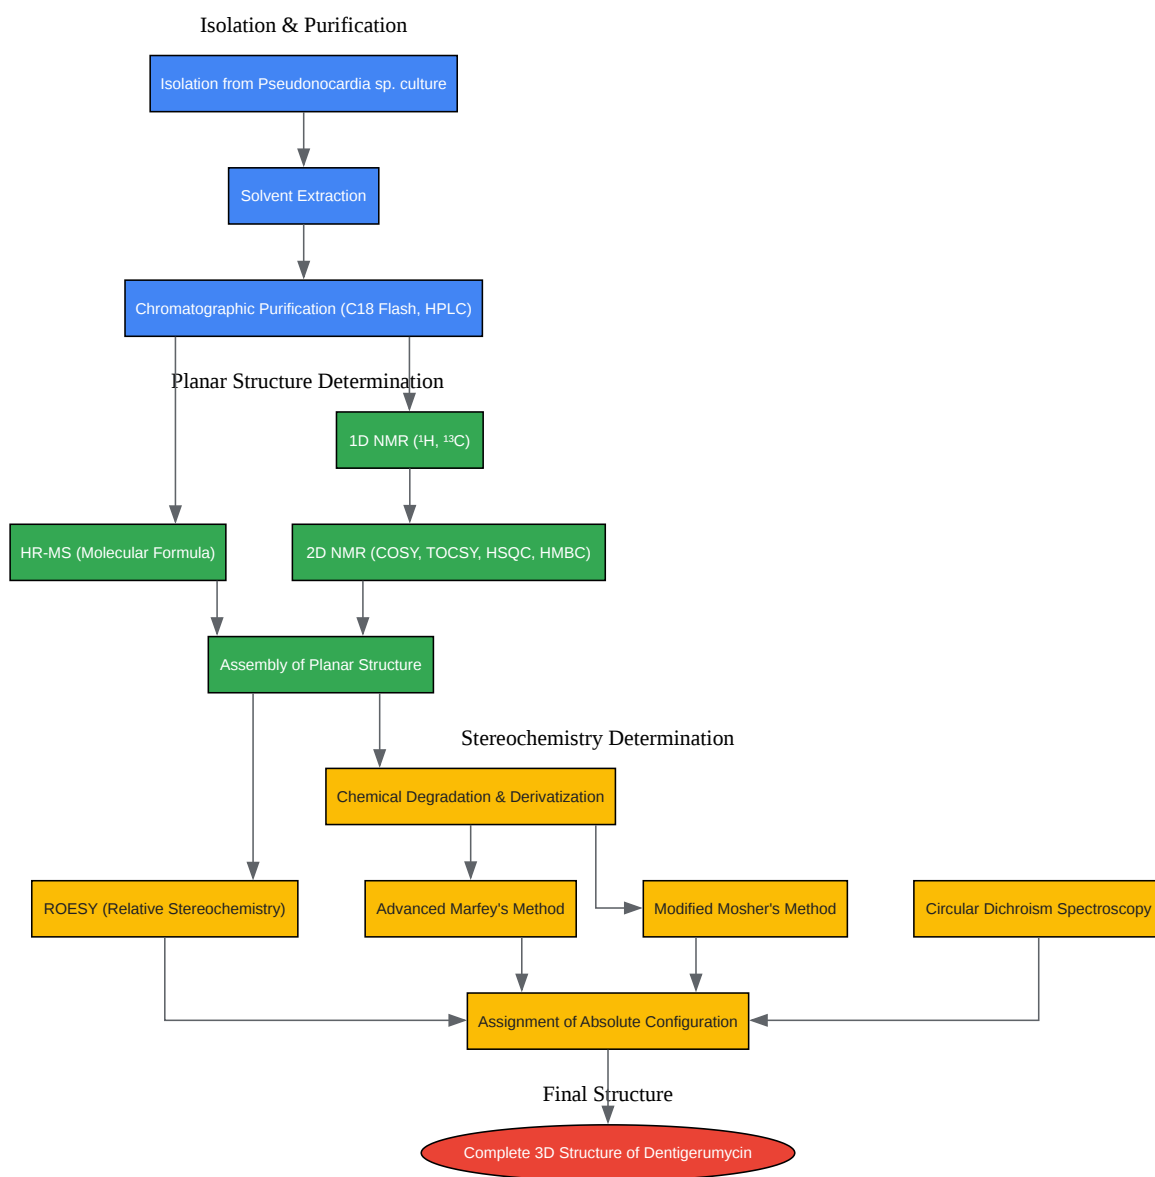 Isolation & Purification
Isolation from Pseudonocardia sp. culture
Solvent Extraction
Chromatographic Purification (C18 Flash, HPLC)
Planar Structure Determination
1D NMR (¹H, ¹³C)
HR-MS (Molecular Formula)
2D NMR (COSY, TOCSY, HSQC, HMBC)
Assembly of Planar Structure
Stereochemistry Determination
Chemical Degradation & Derivatization
ROESY (Relative Stereochemistry)
Advanced Marfey's Method
Modified Mosher's Method
Circular Dichroism Spectroscopy
Assignment of Absolute Configuration
Final Structure
Complete 3D Structure of Dentigerumycin